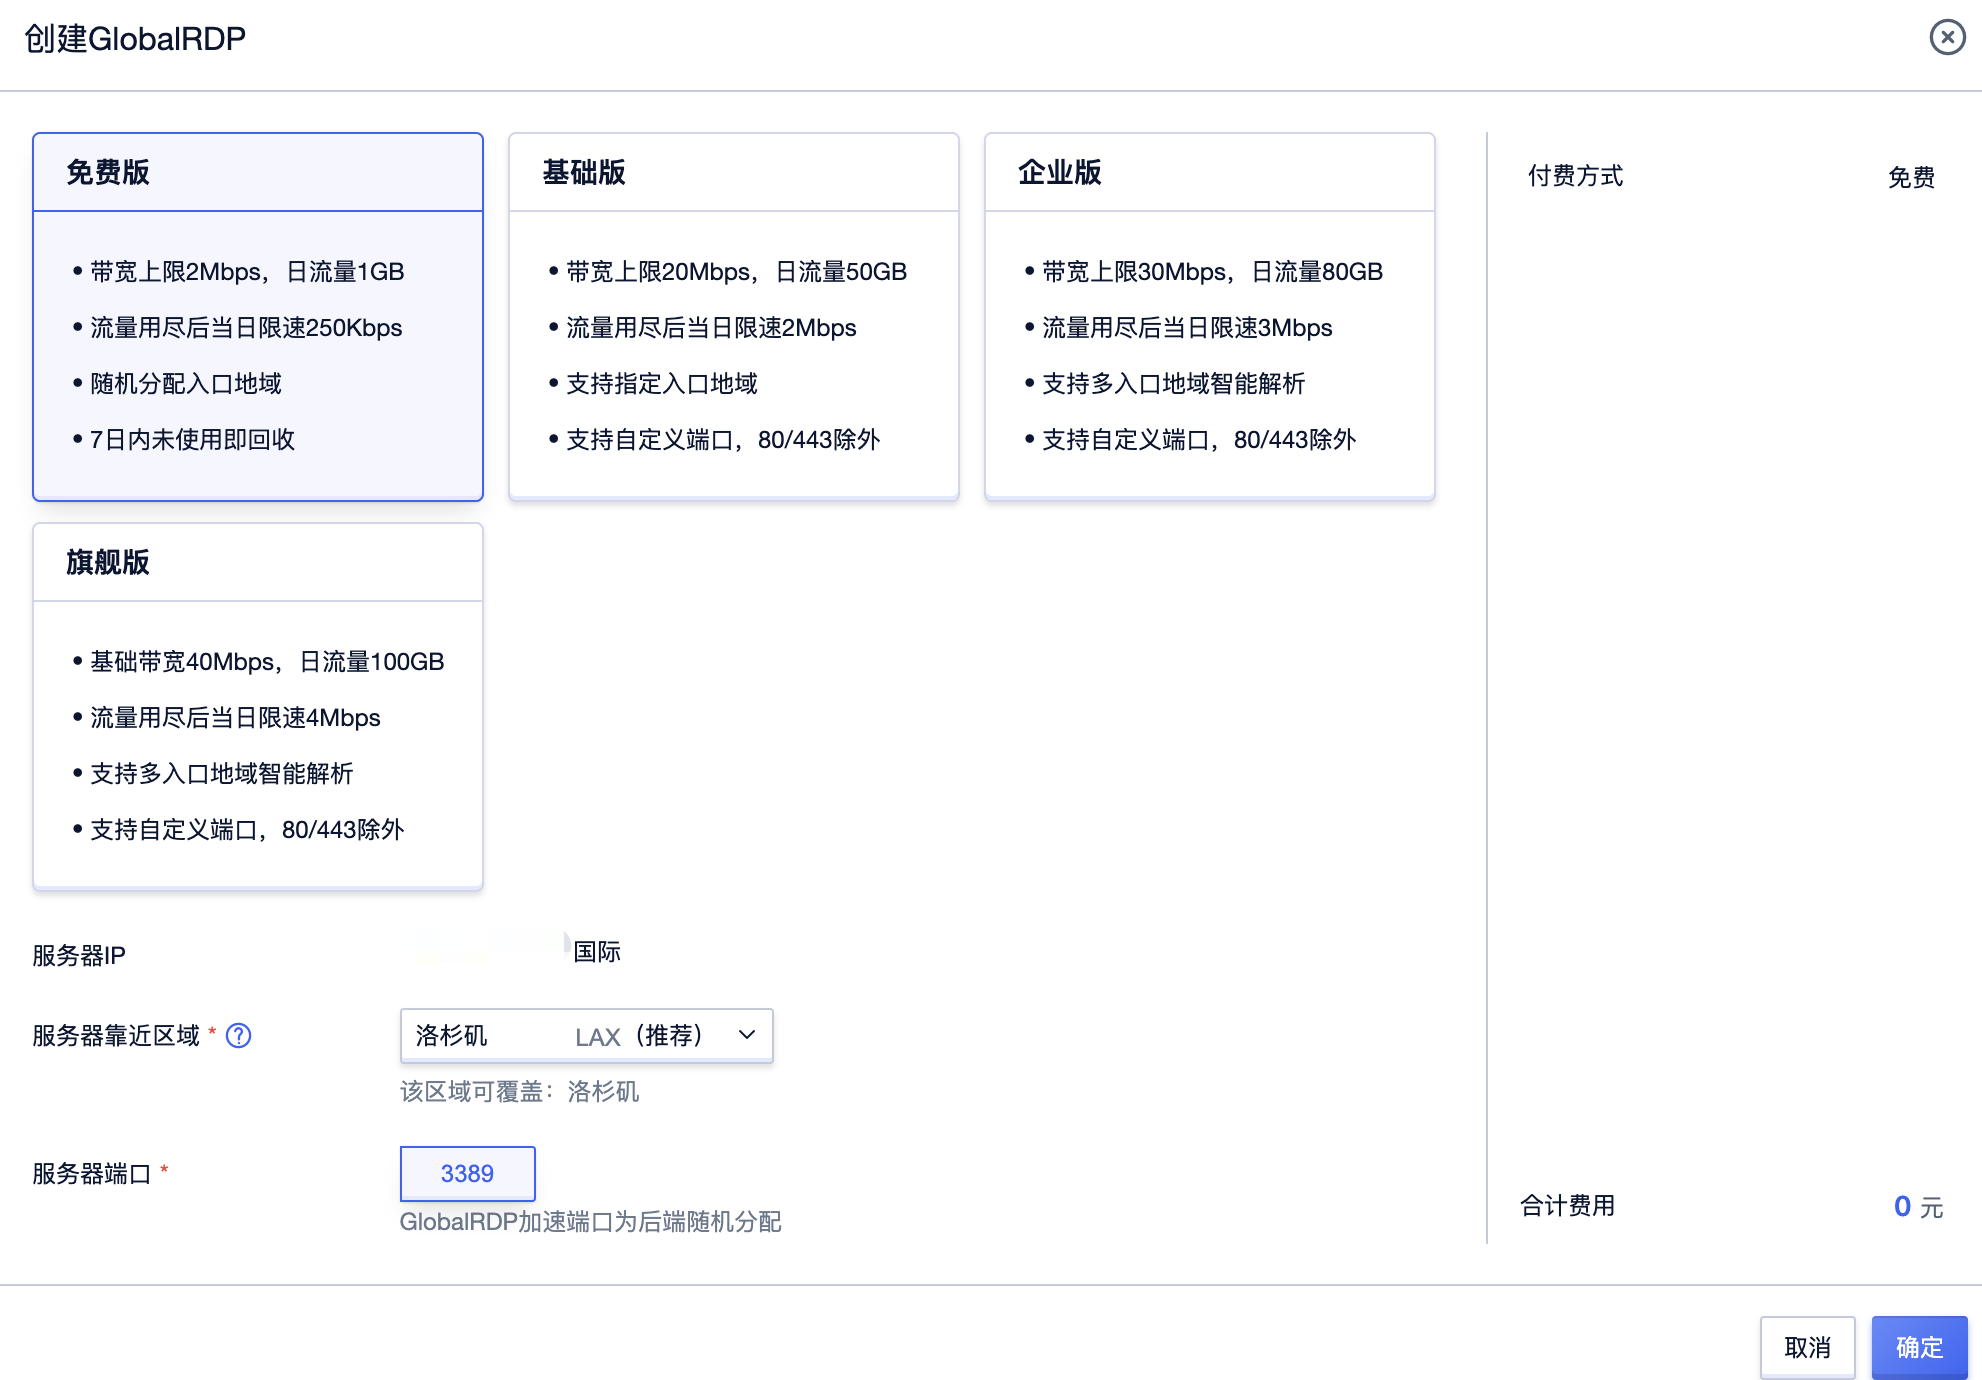 创建GlobalRDP
免费版
• 带宽上限2Mbps，日流量1GB
• 流量用尽后当日限速250Kbps
• 随机分配入口地域
• 7日内未使用即回收
基础版
• 带宽上限20Mbps，日流量50GB
• 流量用尽后当日限速2Mbps
• 支持指定入口地域
• 支持自定义端口，80/443除外
企业版
• 带宽上限30Mbps，日流量80GB
• 流量用尽后当日限速3Mbps
• 支持多入口地域智能解析
• 支持自定义端口，80/443除外
旗舰版
• 基础带宽40Mbps，日流量100GB
• 流量用尽后当日限速4Mbps
• 支持多入口地域智能解析
• 支持自定义端口，80/443除外
服务器IP 国际
服务器靠近区域 * ? 洛杉矶 LAX（推荐）
该区域可覆盖：洛杉矶
服务器端口 * 3389
GlobalRDP加速端口为后端随机分配
付费方式 免费
合计费用 0 元
取消 确定